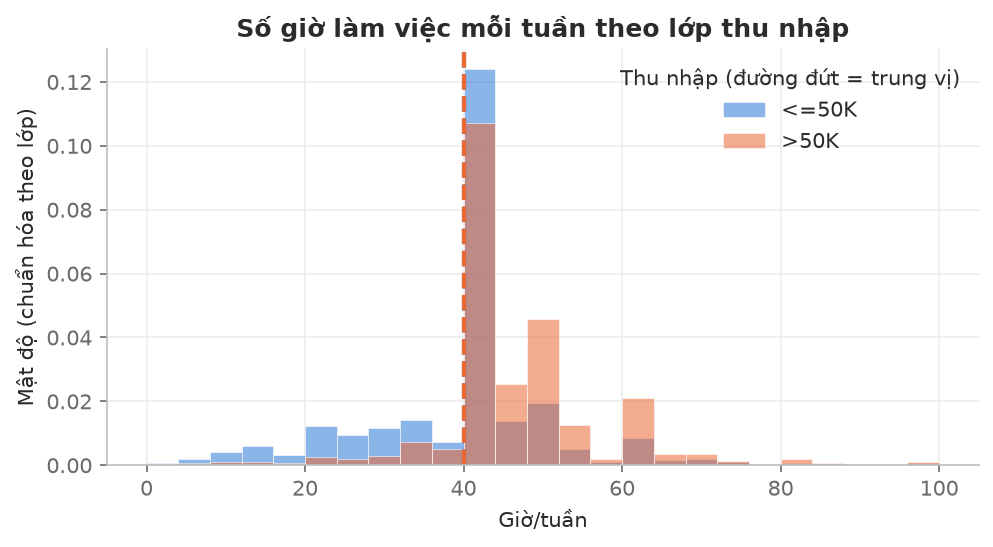 Số giờ làm việc mỗi tuần theo lớp thu nhập
Mật độ (chuẩn hóa theo lớp)
0.12
0.10
0.08
0.06
0.04
0.02
0.00
Thu nhập (đường đứt = trung vị)
<=50K
>50K
0 20 40 60 80 100
Giờ/tuần